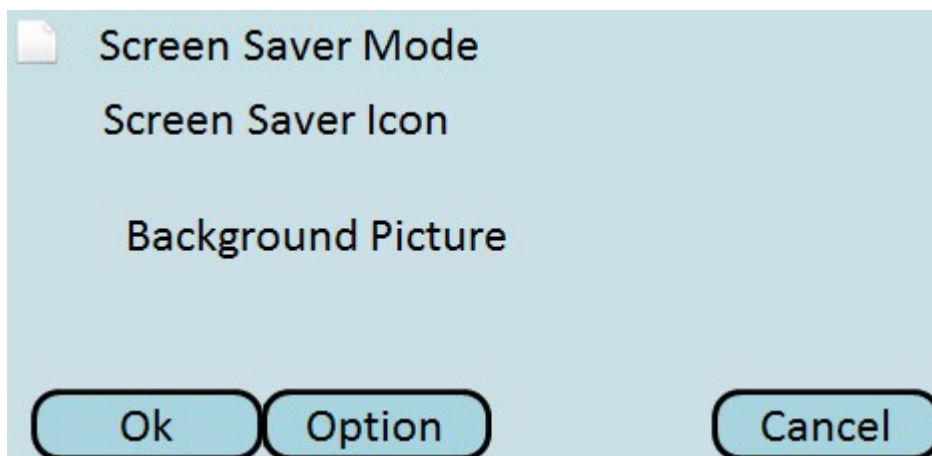 Screen Saver Mode
Screen Saver Icon
Background Picture
Ok Option Cancel